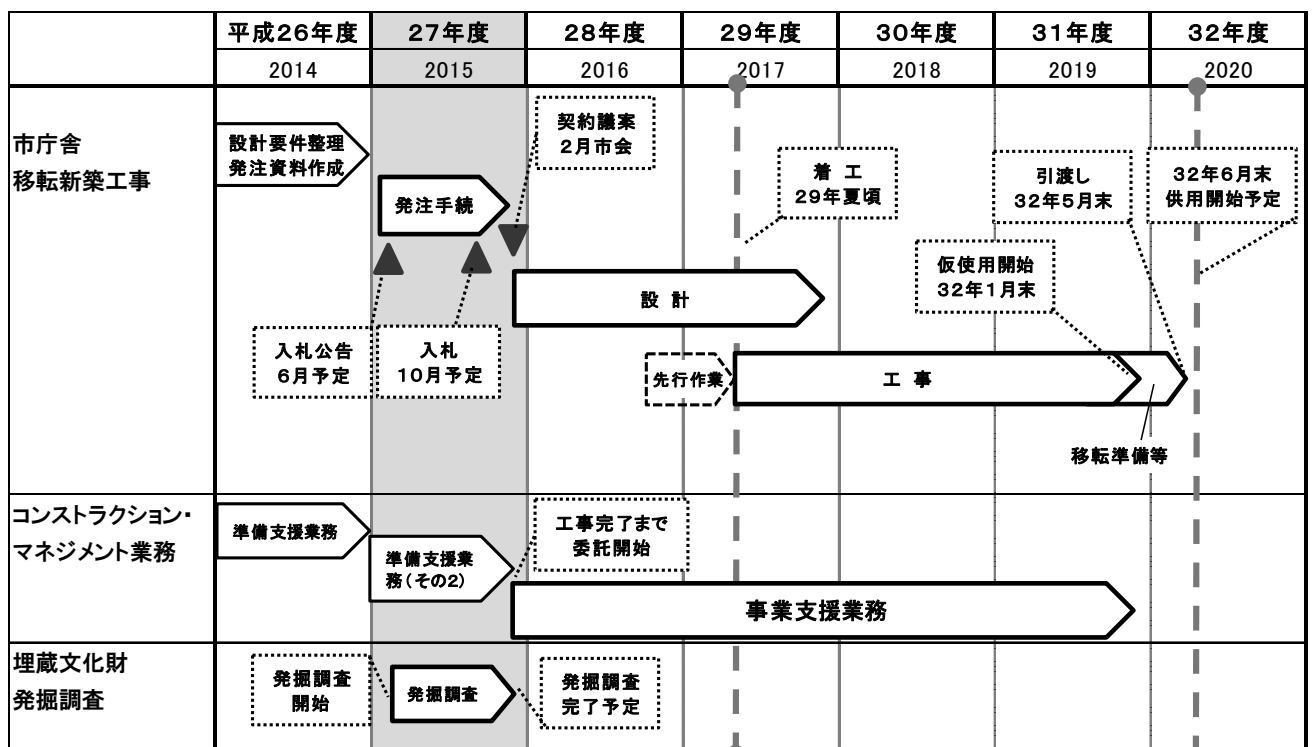 平成26年度
27年度
28年度
29年度
30年度
31年度
32年度
2014
2015
2016
2017
2018
2019
2020
市庁舎
移転新築工事
設計要件整理
発注資料作成
発注手続
契約議案
2月市会
着 工
29年夏頃
引渡し
32年5月末
32年6月末
供用開始予定
仮使用開始
32年1月末
設 計
入札公告
6月予定
入札
10月予定
先行作業
工 事
移転準備等
コンストラクション・
マネジメント業務
準備支援業務
準備支援業
務(その2)
工事完了まで
委託開始
事業支援業務
埋蔵文化財
発掘調査
発掘調査
開始
発掘調査
発掘調査
完了予定